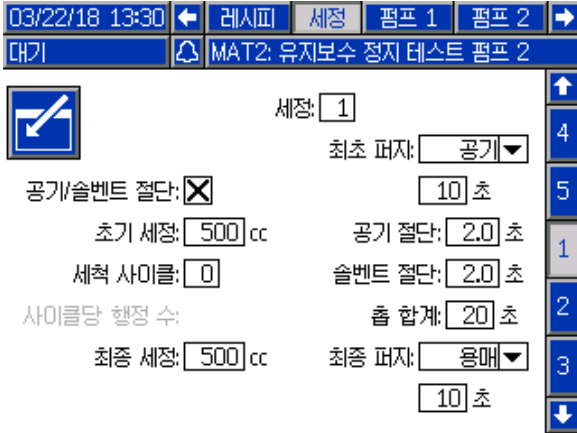 03/22/18 13:30 레시피 세정 펌프 1 펌프 2
대기 MAT2: 유지보수 정지 테스트 펌프 2
세정: 1
최초 퍼지: 공기
공기/솔벤트 절단: 10 초
초기 세정: 500 cc 공기 절단: 2.0 초
세척 사이클: 0 솔벤트 절단: 2.0 초
사이클당 행정 수: 촙 합계: 20 초
최종 세정: 500 cc 최종 퍼지: 용매
10 초
4
5
1
2
3